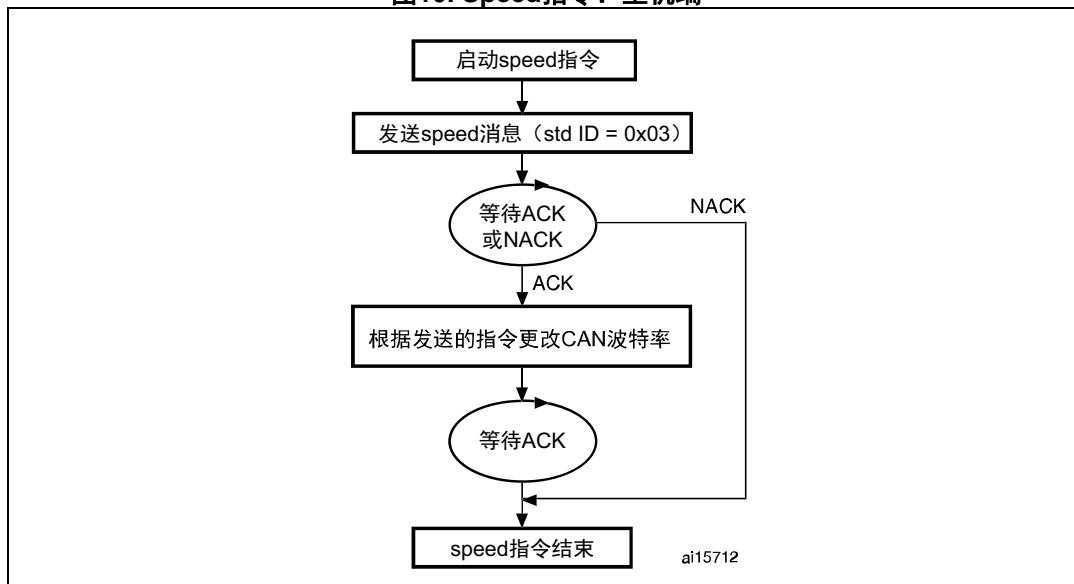 启动speed指令
发送speed消息（std ID = 0x03）
等待ACK
或NACK
NACK
ACK
根据发送的指令更改CAN波特率
等待ACK
speed指令结束
ai15712